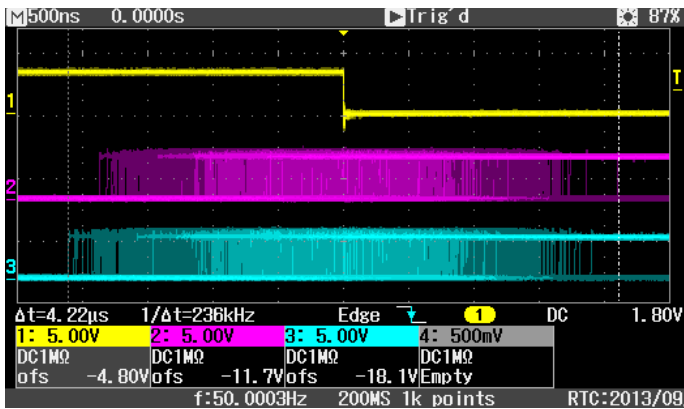 M 500ns 0.0000s Trig'd 87%
T
1
2
3
Δt=4.22µs 1/Δt=236kHz Edge 1 DC 1.80V
1: 5.00V 2: 5.00V 3: 5.00V 4: 500mV
DC1MΩ DC1MΩ DC1MΩ DC1MΩ
ofs -4.80V ofs -11.7V ofs -18.1V Empty
f:50.0003Hz 200MS 1k points RTC:2013/09